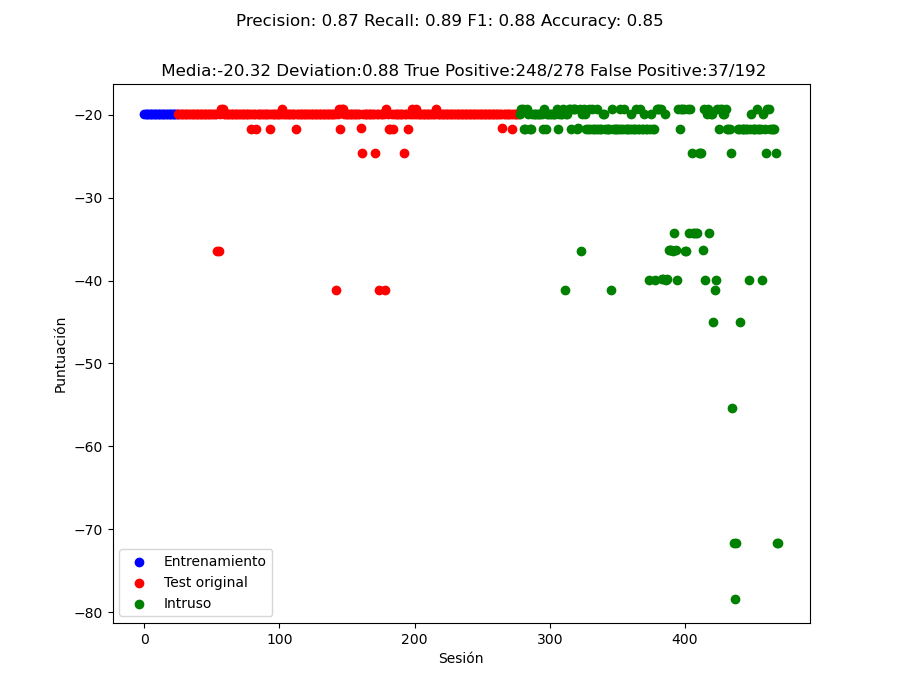 Precision: 0.87 Recall: 0.89 F1: 0.88 Accuracy: 0.85
Media:-20.32 Deviation:0.88 True Positive:248/278 False Positive:37/192
−20
−30
−40
−50
−60
−70
−80
Puntuación
Entrenamiento
Test original
Intruso
0
100
200
300
400
Sesión